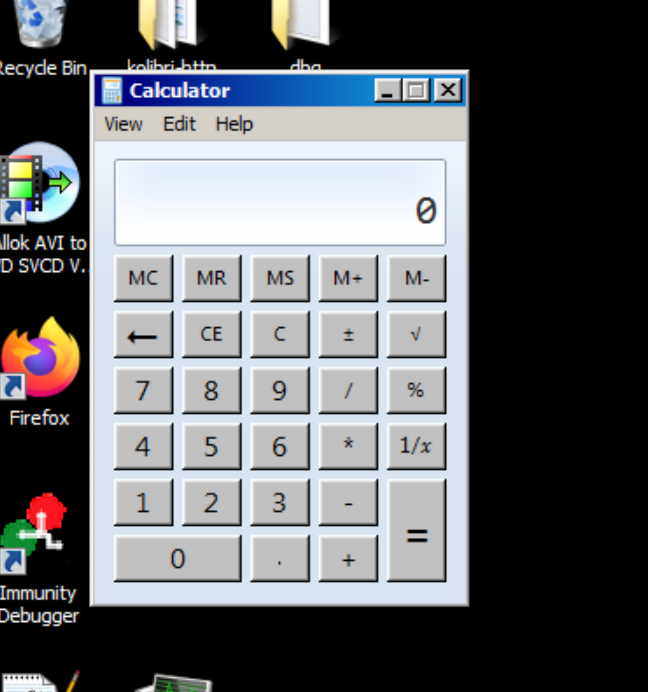 Recycle Bin
kolibri-http
dbg
Calculator
View Edit Help
0
MC MR MS M+ M-
← CE C ± √
7 8 9 / %
4 5 6 * 1/x
1 2 3 -
=
0 . +
Allok AVI to
D SVCD V...
Firefox
Immunity
Debugger